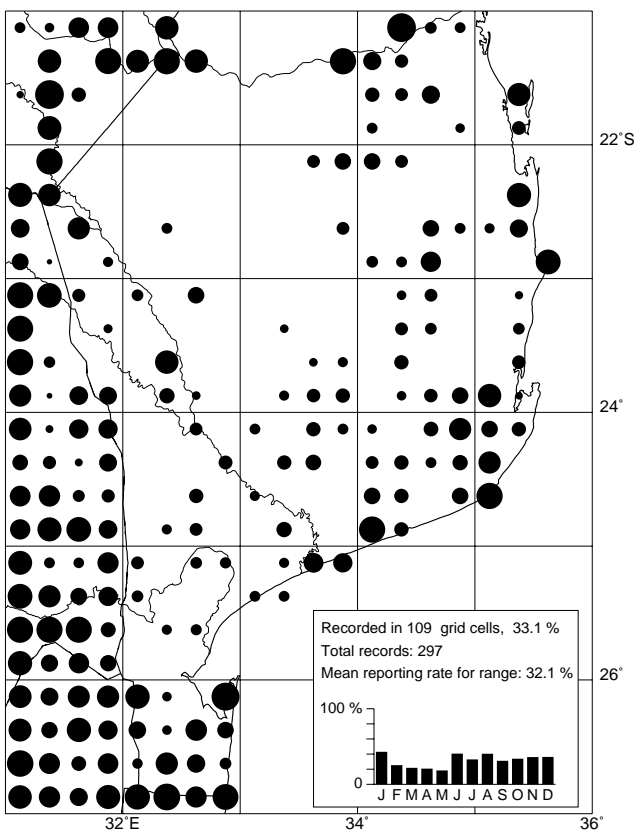 22˚S
24˚
Recorded in 109 grid cells, 33.1 %
Total records: 297
Mean reporting rate for range: 32.1 %
26˚
100 %
0
J F M A M J J A S O N D
32˚E
34˚
36˚